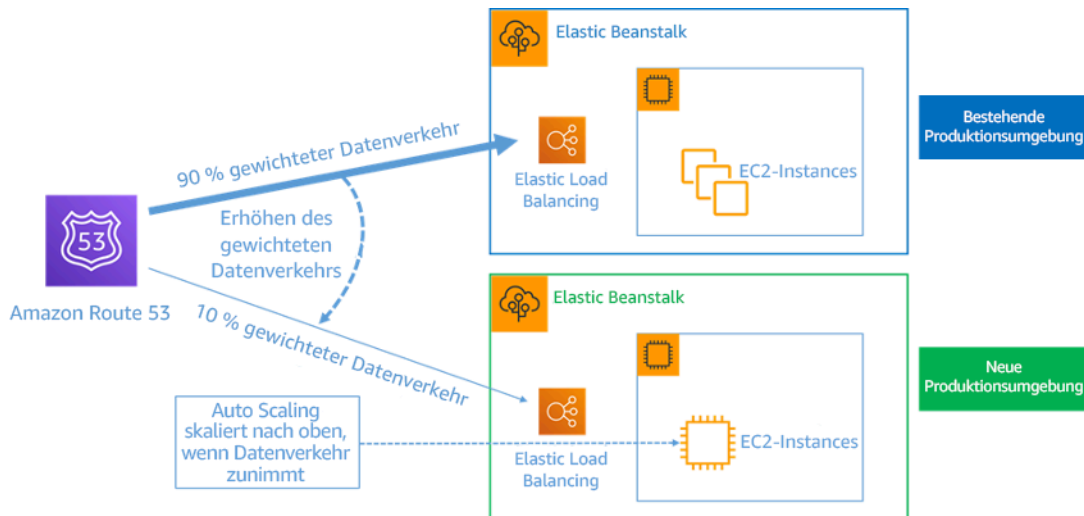 Elastic Beanstalk
90 % gewichteter Datenverkehr
Elastic Load
Balancing
EC2-Instances
Bestehende
Produktionsumgebung
53
Amazon Route 53
Erhöhen des
gewichteten
Datenverkehrs
10 % gewichteter Datenverkehr
Elastic Beanstalk
Auto Scaling
skaliert nach oben,
wenn Datenverkehr
zunimmt
Elastic Load
Balancing
EC2-Instances
Neue
Produktionsumgebung